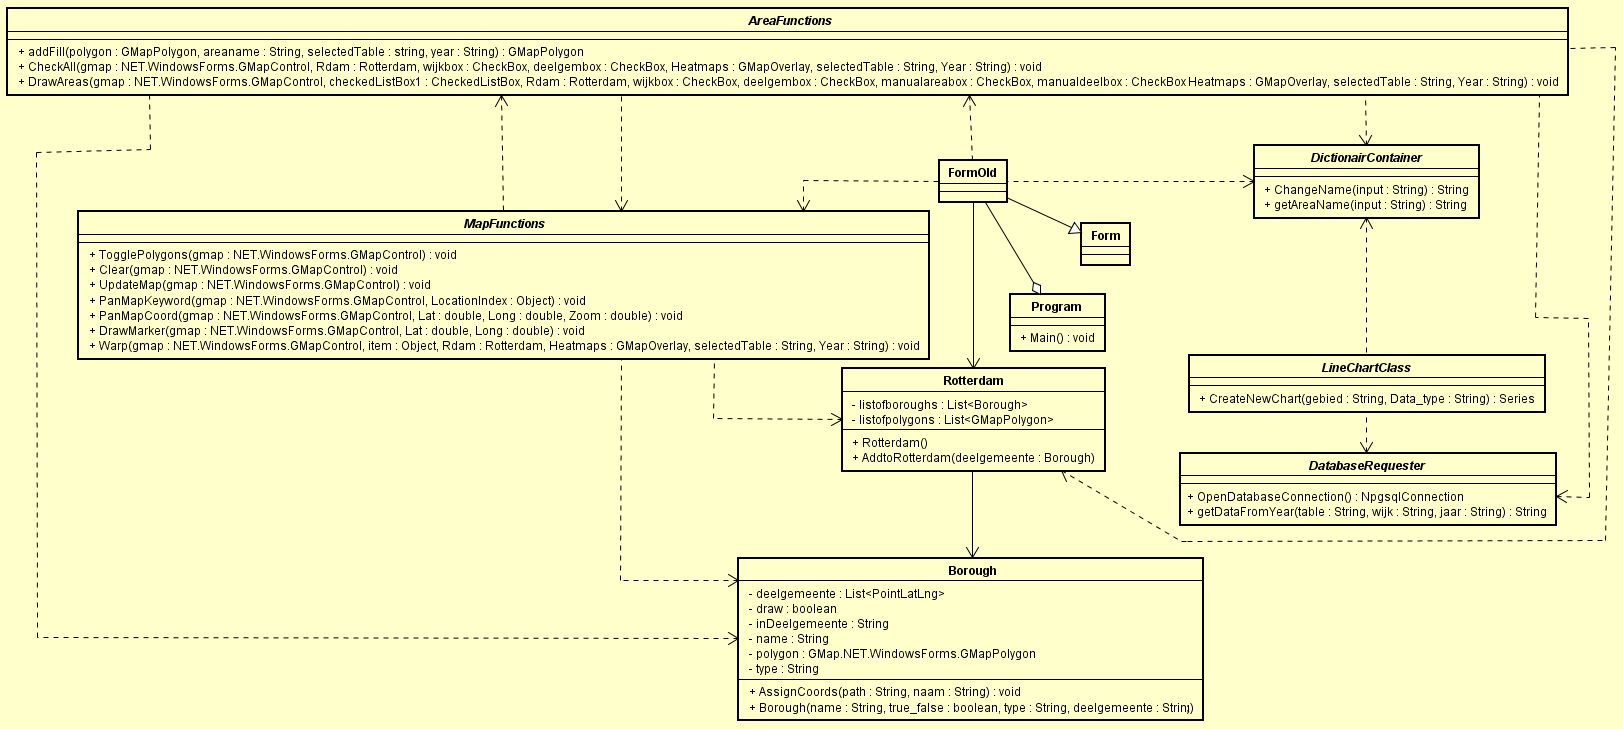 AreaFunctions
+ addFill(polygon : GMapPolygon, areaname : String, selectedTable : string, year : String) : GMapPolygon
+ CheckAll(gmap : NET.WindowsForms.GMapControl, Rdam : Rotterdam, wijkbox : CheckBox, deelgembox : CheckBox, Heatmaps : GMapOverlay, selectedTable : String, Year : String) : void
+ DrawAreas(gmap : NET.WindowsForms.GMapControl, checkedListBox1 : CheckedListBox, Rdam : Rotterdam, wijkbox : CheckBox, deelgembox : CheckBox, manualareabox : CheckBox, manualdeelbox : CheckBox Heatmaps : GMapOverlay, selectedTable : String, Year : String) : void
FormOld
DictionairContainer
+ ChangeName(input : String) : String
+ getAreaName(input : String) : String
MapFunctions
+ TogglePolygons(gmap : NET.WindowsForms.GMapControl) : void
+ Clear(gmap : NET.WindowsForms.GMapControl) : void
+ UpdateMap(gmap : NET.WindowsForms.GMapControl) : void
+ PanMapKeyword(gmap : NET.WindowsForms.GMapControl, LocationIndex : Object) : void
+ PanMapCoord(gmap : NET.WindowsForms.GMapControl, Lat : double, Long : double, Zoom : double) : void
+ DrawMarker(gmap : NET.WindowsForms.GMapControl, Lat : double, Long : double) : void
+ Warp(gmap : NET.WindowsForms.GMapControl, item : Object, Rdam : Rotterdam, Heatmaps : GMapOverlay, selectedTable : String, Year : String) : void
Form
Program
+ Main() : void
Rotterdam
- listofboroughs : List<Borough>
- listofpolygons : List<GMapPolygon>
+ Rotterdam()
+ AddtoRotterdam(deelgemeente : Borough)
LineChartClass
+ CreateNewChart(gebied : String, Data_type : String) : Series
DatabaseRequester
+ OpenDatabaseConnection() : NpgsqlConnection
+ getDataFromYear(table : String, wijk : String, jaar : String) : String
Borough
- deelgemeente : List<PointLatLng>
- draw : boolean
- inDeelgemeente : String
- name : String
- polygon : GMap.NET.WindowsForms.GMapPolygon
- type : String
+ AssignCoords(path : String, naam : String) : void
+ Borough(name : String, true_false : boolean, type : String, deelgemeente : String)